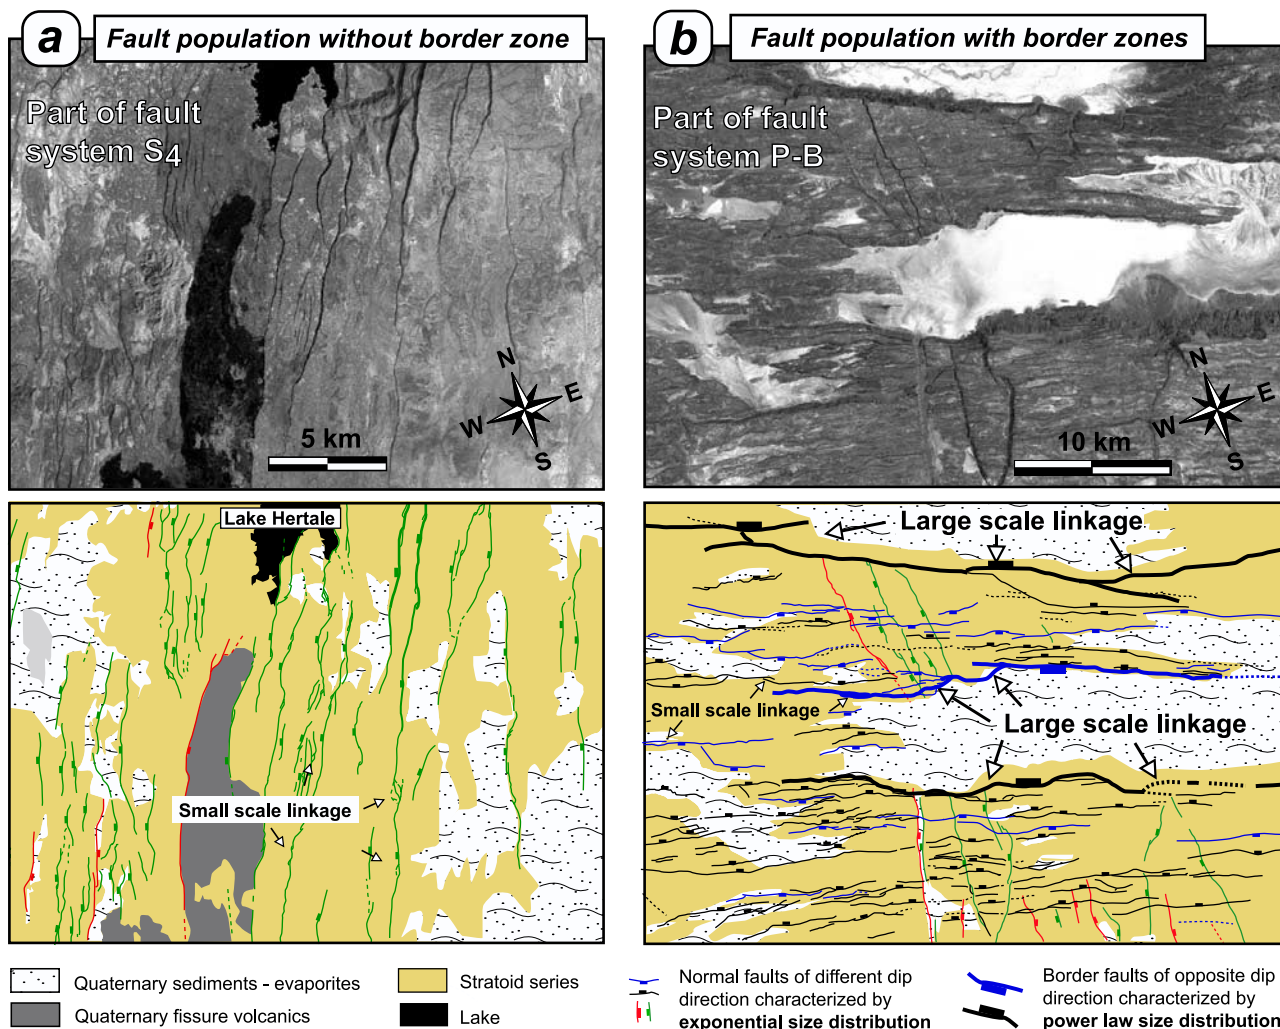 a
Fault population without border zone
b
Fault population with border zones
Part of fault
system S4
N
E
W
S
5 km
Part of fault
system P-B
N
E
W
S
10 km
Lake Hertale
Small scale linkage
Large scale linkage
Small scale linkage
Large scale linkage
Quaternary sediments - evaporites
Quaternary fissure volcanics
Stratoid series
Lake
Normal faults of different dip
direction characterized by
exponential size distribution
Border faults of opposite dip
direction characterized by
power law size distribution